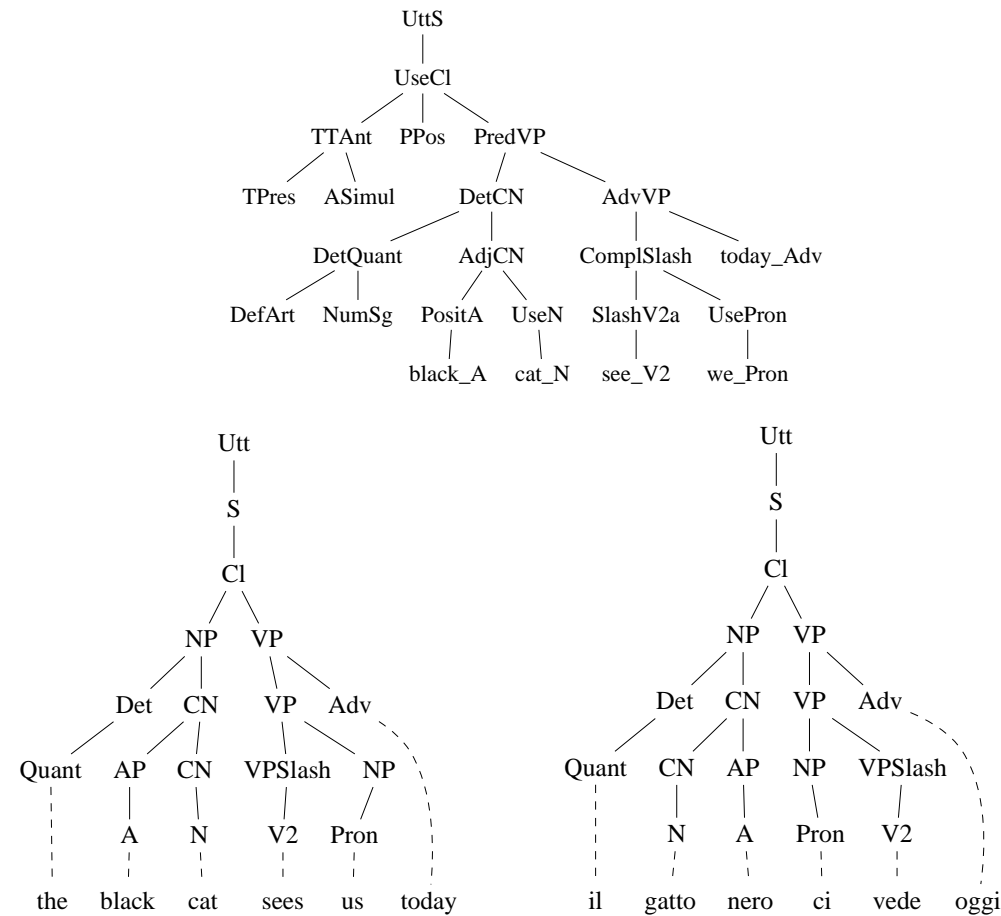 UttS
UseCl
TTAnt PPos PredVP
TPres ASimul DetCN AdvVP
DetQuant AdjCN ComplSlash today_Adv
DefArt NumSg PositA UseN SlashV2a UsePron
black_A cat_N see_V2 we_Pron
Utt
S
Cl
NP VP
Det CN VP Adv
Quant AP CN VPSlash NP
A N V2 Pron
the black cat sees us today
Utt
S
Cl
NP VP
Det CN VP Adv
Quant CN AP NP VPSlash
N A Pron V2
il gatto nero ci vede oggi